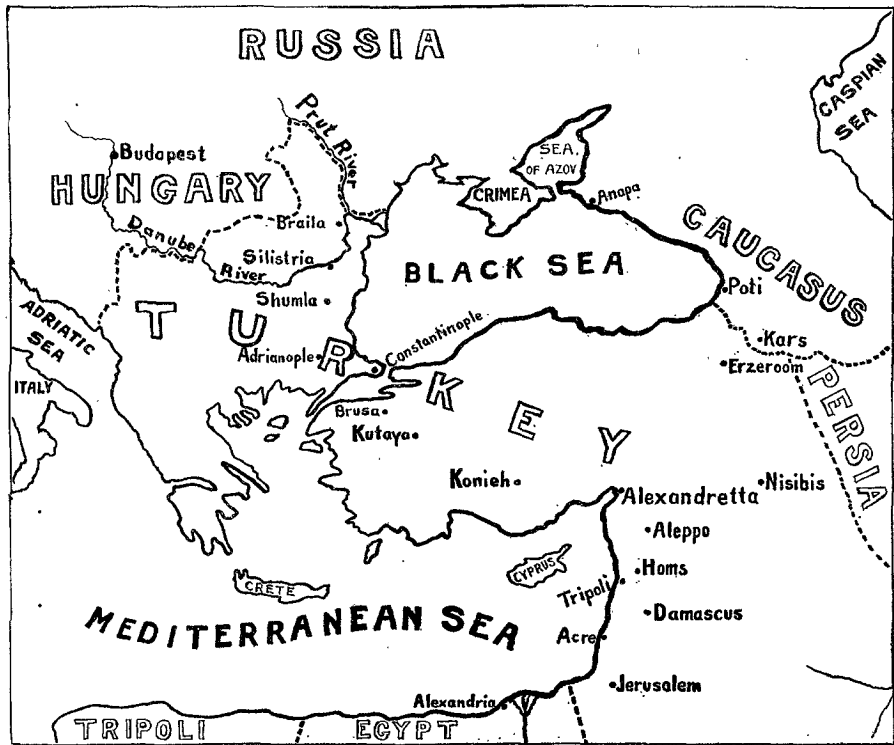 RUSSIA
CASPIAN
SEA
Prut River
Budapest
SEA
OF AZOV
HUNGARY
CRIMEA
Anapa
Braila
CAUCASUS
Danube
River
Silistria
BLACK SEA
Poti
Shumla
ADRIATIC
SEA
TURKEY
Constantinople
Kars
Adrianople
Erzeroom
ITALY
PERSIA
Brusa
Kutaya
Konieh
Nisibis
Alexandretta
Aleppo
CYPRUS
Homs
CRETE
Tripoli
Damascus
MEDITERRANEAN SEA
Acre
Jerusalem
Alexandria
TRIPOLI
EGYPT